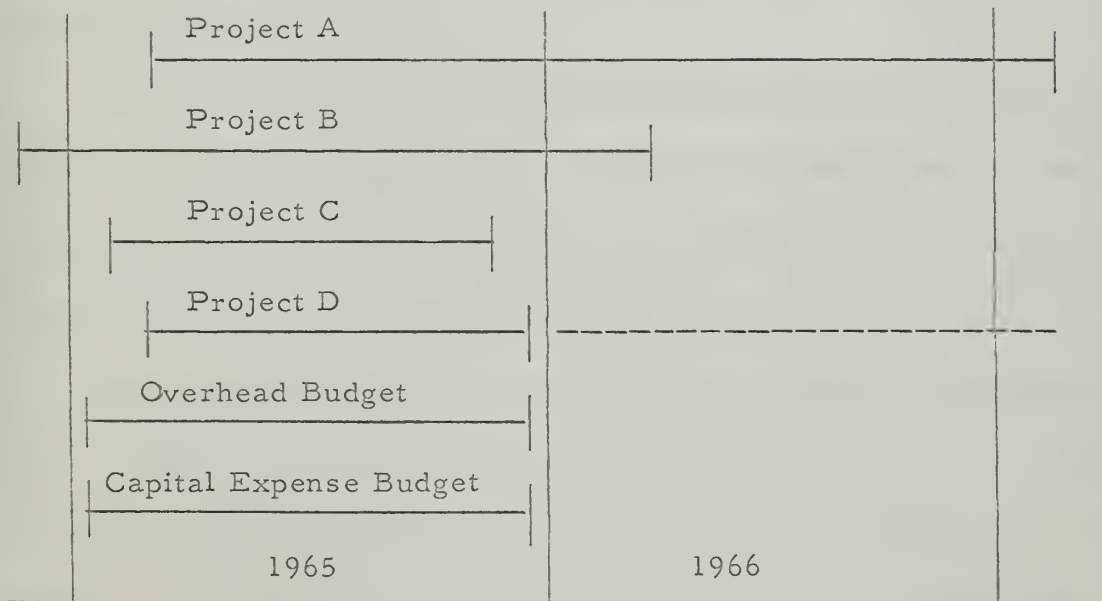 Project A
Project B
Project C
Project D
Overhead Budget
Capital Expense Budget
1965 1966